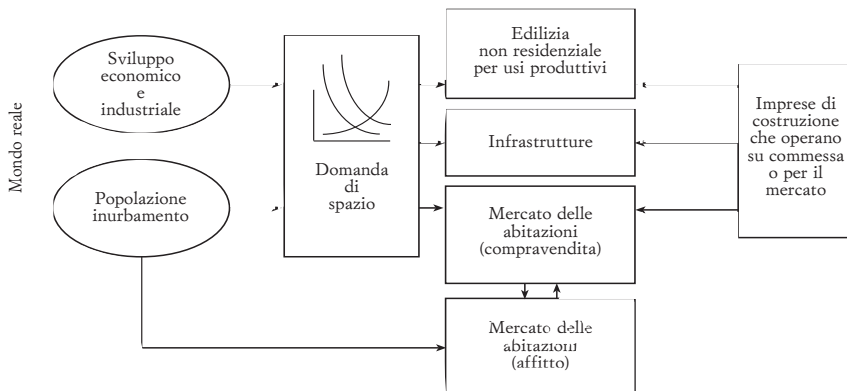 Mondo reale
Sviluppo
economico
e
industriale
Popolazione
inurbamento
Domanda
di
spazio
Edilizia
non residenziale
per usi produttivi
Infrastrutture
Mercato delle
abitazioni
(compravendita)
Mercato delle
abitazioni
(affitto)
Imprese di
costruzione
che operano
su commessa
o per il
mercato